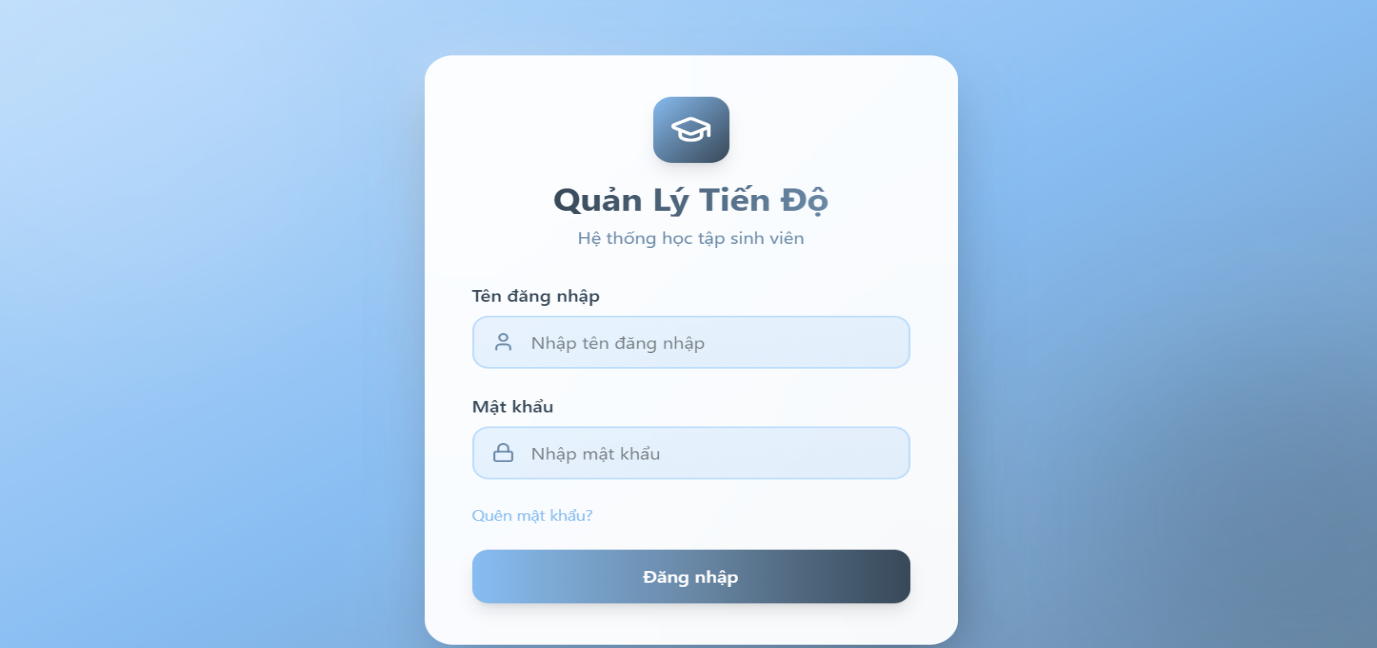 Quản Lý Tiến Độ
Hệ thống học tập sinh viên
Tên đăng nhập
Nhập tên đăng nhập
Mật khẩu
Nhập mật khẩu
Quên mật khẩu?
Đăng nhập